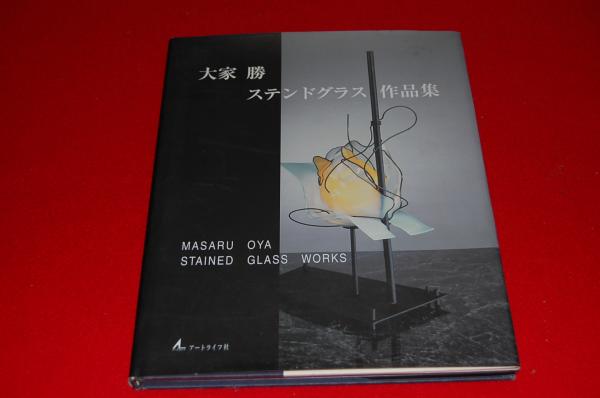 大家 勝
ステンドグラス 作品集
MASARU OYA
STAINED GLASS WORKS
アートライフ社